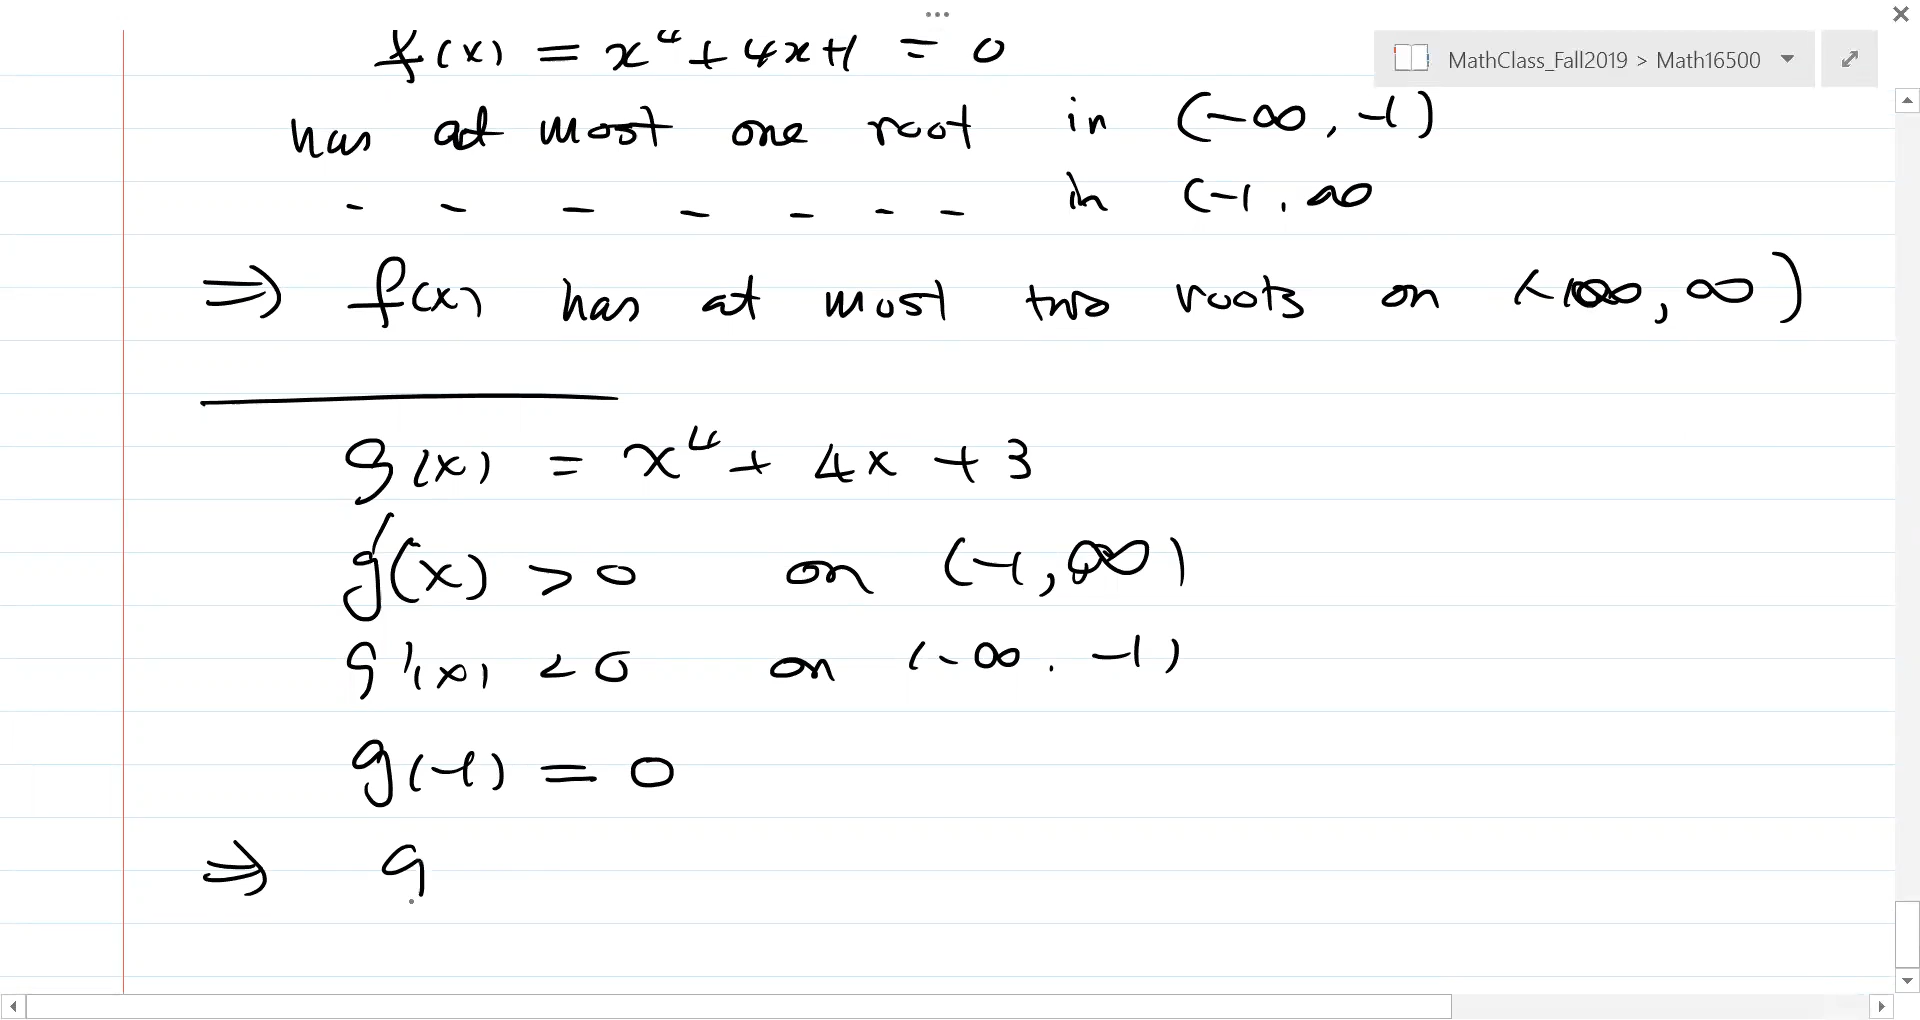 f(x) = x⁴ + 4x+1 = 0
MathClass_Fall2019 > Math16500
has at most one root in (-∞, -1)
- - - - - - - in (-1, ∞
⇒ f(x) has at most two roots on (-∞, ∞)
g(x) = x⁴ + 4x + 3
g'(x) > 0 on (-1, ∞)
g'(x) < 0 on (-∞, -1)
g(-1) = 0
⇒ g